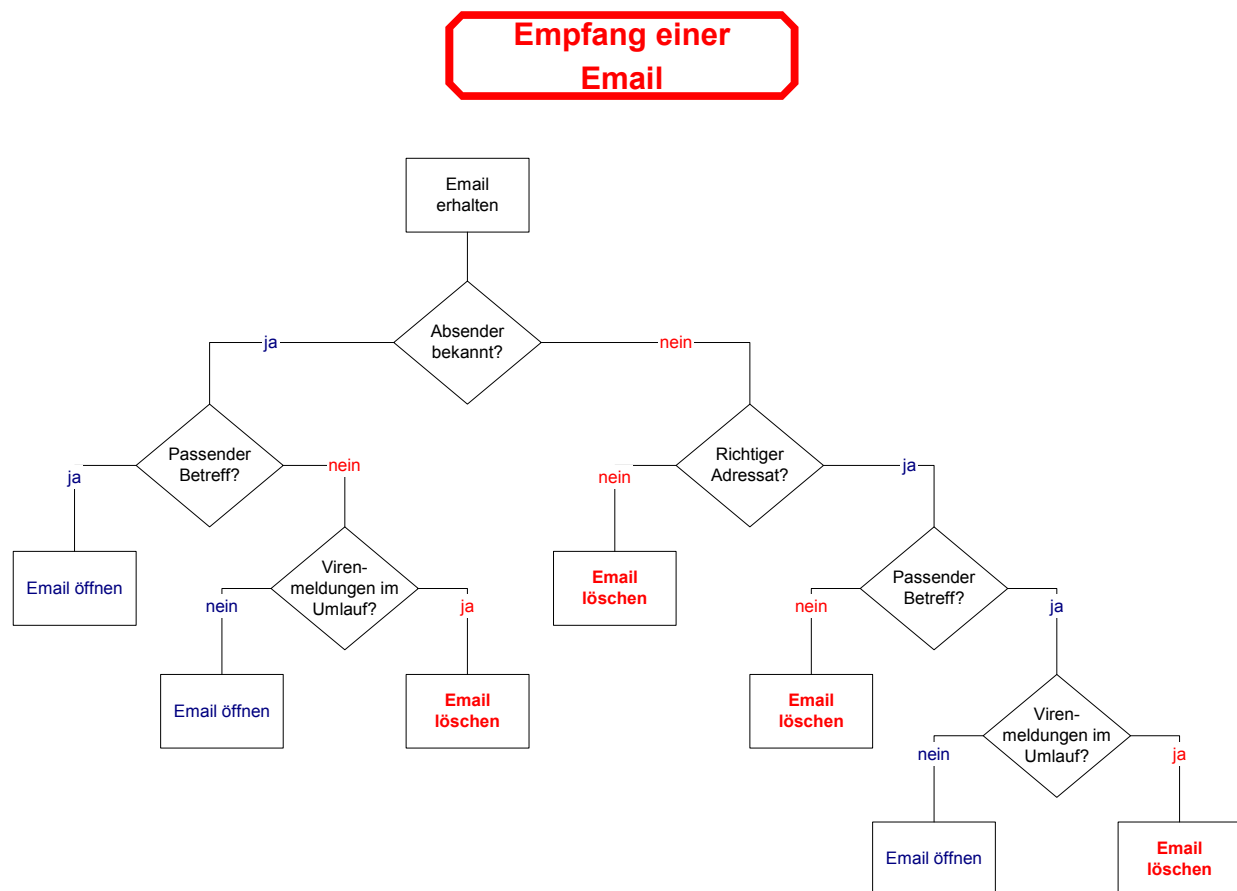 Empfang einer
Email
Email
erhalten
Absender
bekannt?
ja
nein
Passender
Betreff?
Richtiger
Adressat?
ja
nein
nein
ja
Email öffnen
Viren-
meldungen im
Umlauf?
Email
löschen
Passender
Betreff?
nein
ja
nein
ja
Email öffnen
Email
löschen
Email
löschen
Viren-
meldungen im
Umlauf?
nein
ja
Email öffnen
Email
löschen